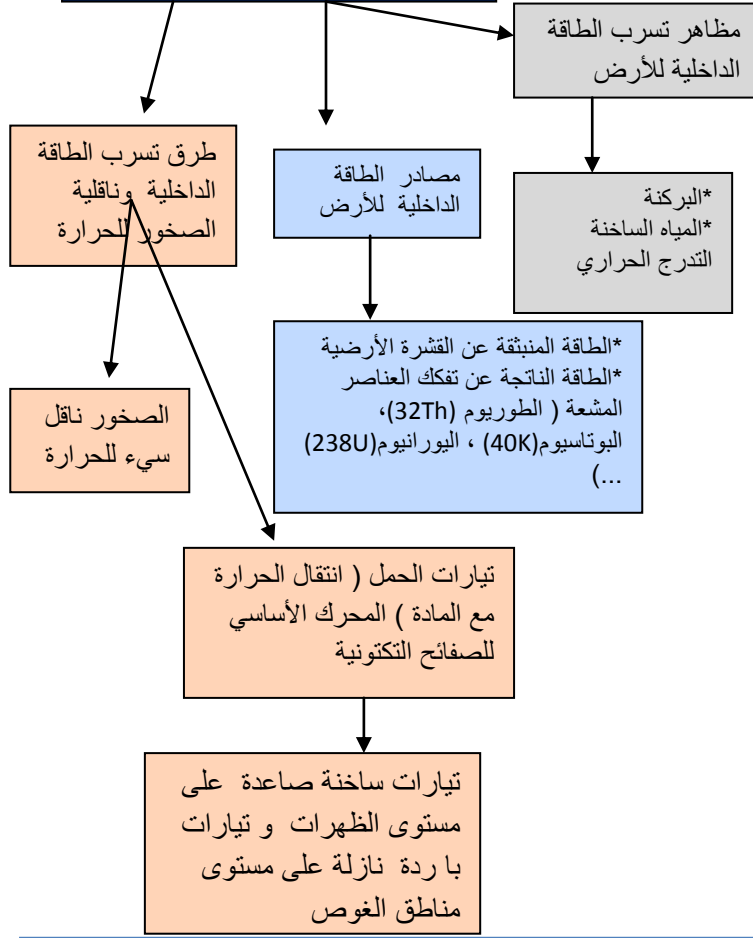 مظاهر تسرب الطاقة
الداخلية للأرض
*البركنة
*المياه الساخنة
التدرج الحراري
مصادر الطاقة
الداخلية للأرض
*الطاقة المنبثقة عن القشرة الأرضية
*الطاقة الناتجة عن تفكك العناصر
المشعة ( الطوريوم (32Th)،
البوتاسيوم(40K) ، اليورانيوم(238U)
...)
طرق تسرب الطاقة
الداخلية وناقلية
الصخور للحرارة
الصخور ناقل
سيء للحرارة
تيارات الحمل ( انتقال الحرارة
مع المادة ) المحرك الأساسي
للصفائح التكتونية
تيارات ساخنة صاعدة على
مستوى الظهرات و تيارات
با ردة نازلة على مستوى
مناطق الغوص